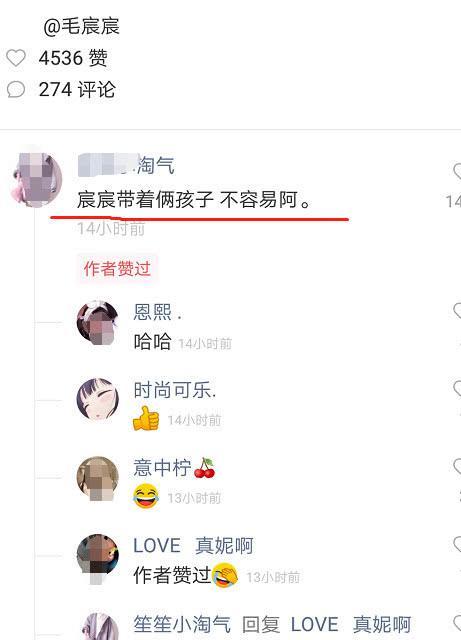 @毛宸宸
4536 赞
274 评论
淘气
宸宸带着俩孩子 不容易阿。
14小时前
14
作者赞过
恩熙 .
哈哈 14小时前
时尚可乐.
14小时前
意中柠
13小时前
LOVE 真妮啊
作者赞过 13小时前
笙笙小淘气 回复 LOVE 真妮啊